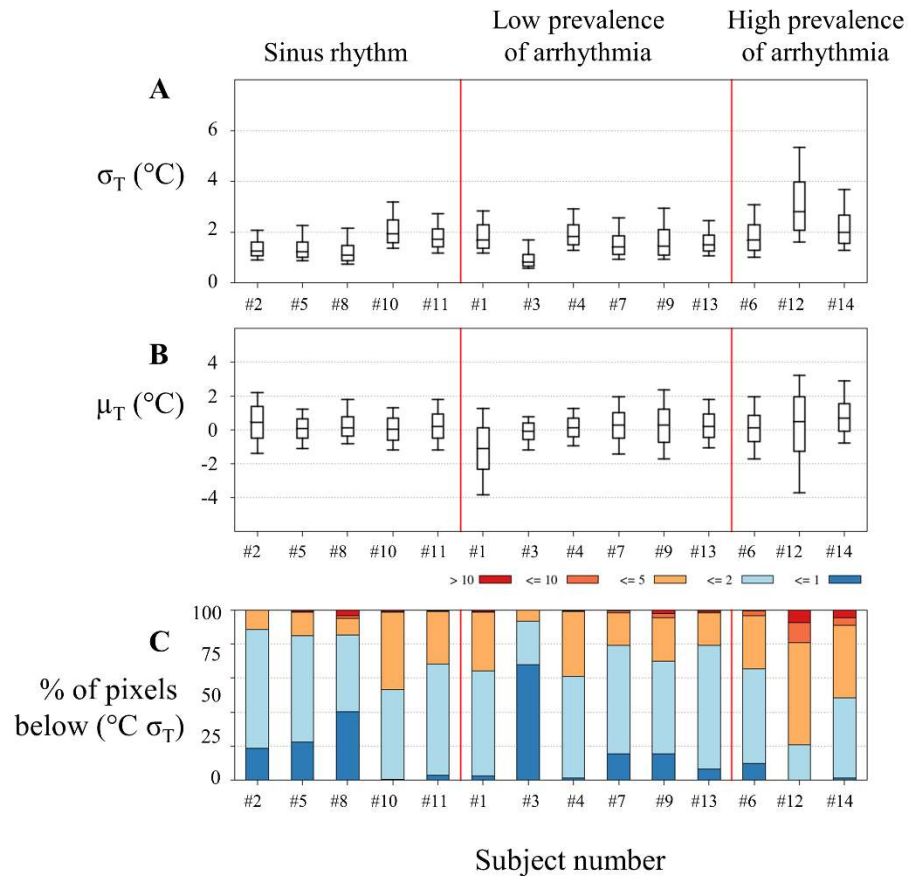 Sinus rhythm
Low prevalence
of arrhythmia
High prevalence
of arrhythmia
A
σT (°C)
6
4
2
0
#2 #5 #8 #10 #11 #1 #3 #4 #7 #9 #13 #6 #12 #14
B
μT (°C)
4
2
0
-2
-4
#2 #5 #8 #10 #11 #1 #3 #4 #7 #9 #13 #6 #12 #14
> 10 <= 10 <= 5 <= 2 <= 1
C
% of pixels
below (°C σT)
100
75
50
25
0
#2 #5 #8 #10 #11 #1 #3 #4 #7 #9 #13 #6 #12 #14
Subject number